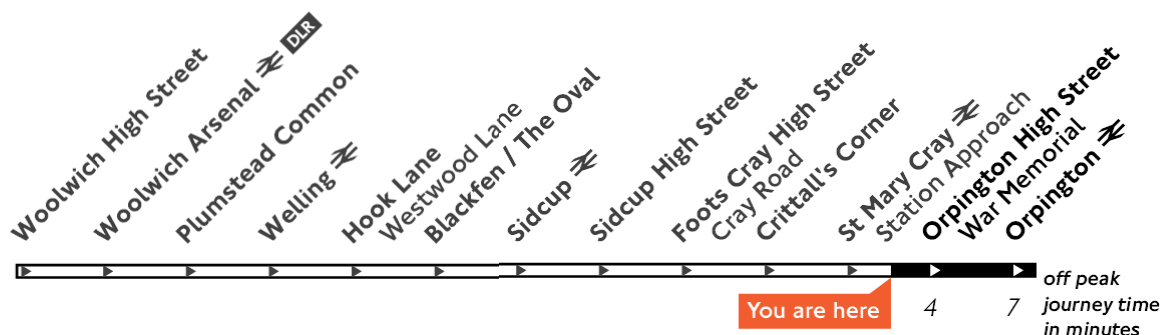 Woolwich High Street
Woolwich Arsenal DLR
Plumstead Common
Welling
Hook Lane
Westwood Lane
Blackfen / The Oval
Sidcup
Sidcup High Street
Foots Cray High Street
Cray Road
Crittall's Corner
St Mary Cray
Station Approach
Orpington High Street
War Memorial
Orpington
You are here
4
7
off peak
journey time
in minutes